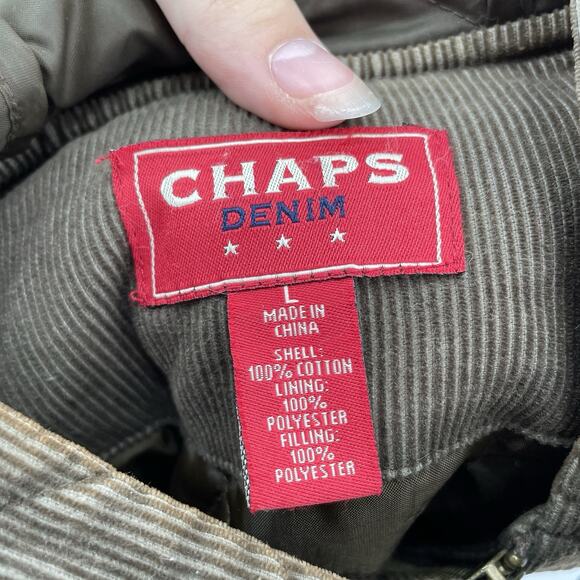 CHAPS
DENIM
L
MADE IN
CHINA
SHELL:
100% COTTON
LINING:
100%
POLYESTER
FILLING:
100%
POLYESTER